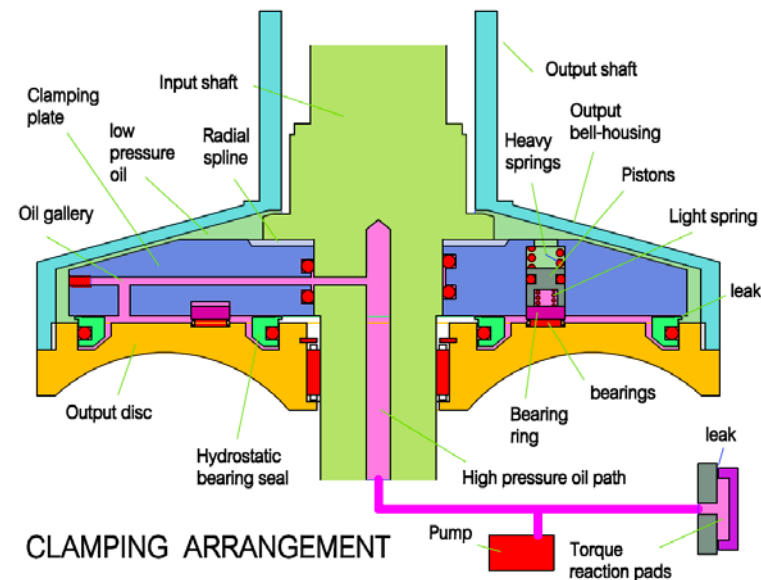 Input shaft
Output shaft
Clamping
plate
low
pressure
oil
Radial
spline
Heavy
springs
Output
bell-housing
Pistons
Oil gallery
Light spring
leak
Output disc
bearings
Bearing
ring
Hydrostatic
bearing seal
High pressure oil path
leak
CLAMPING ARRANGEMENT
Pump
Torque
reaction pads